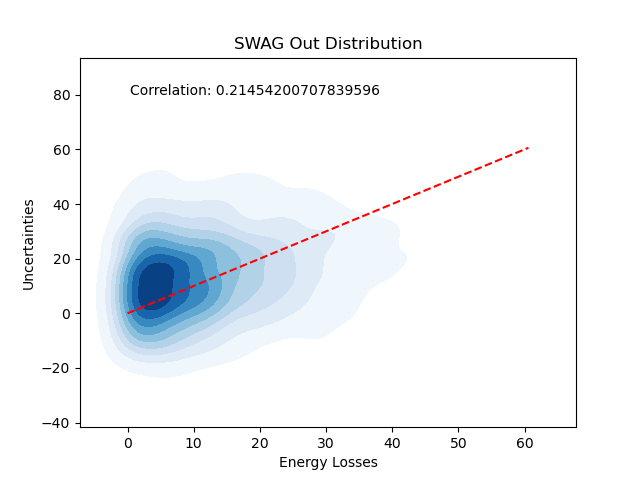 SWAG Out Distribution
Correlation: 0.21454200707839596
Uncertainties
80
60
40
20
0
−20
−40
0 10 20 30 40 50 60
Energy Losses